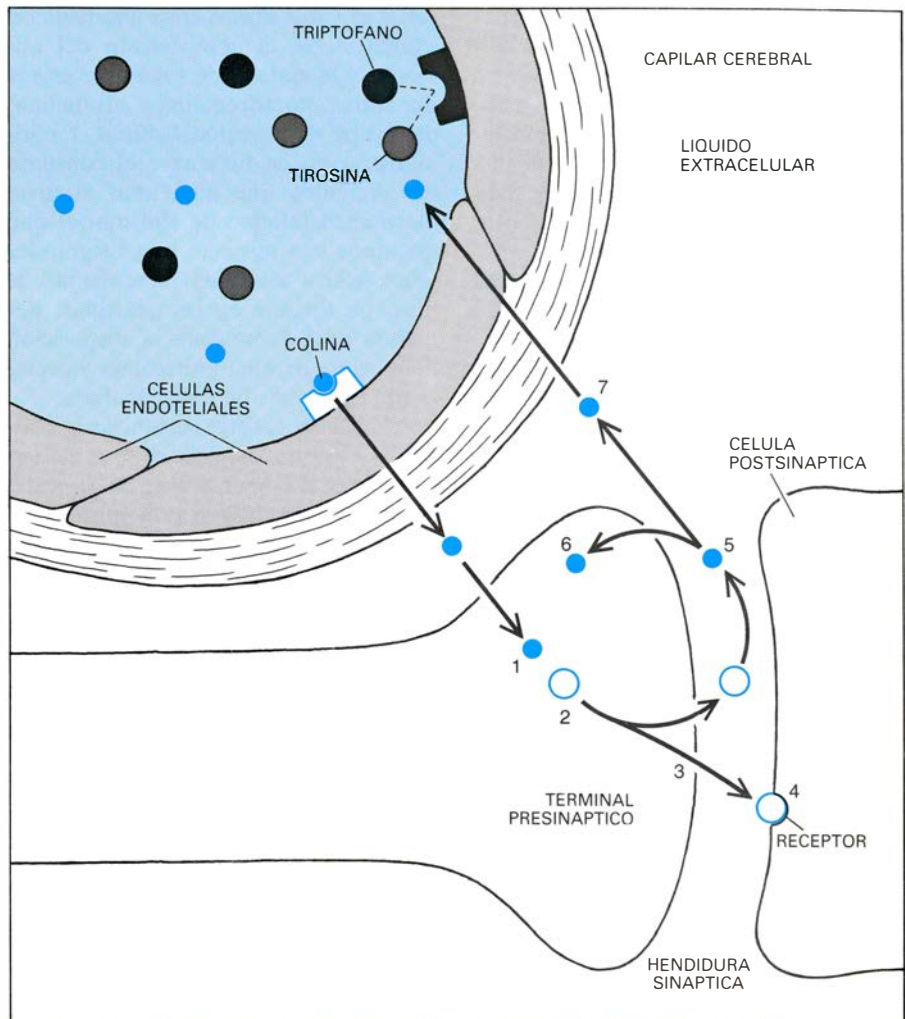 TRIPTOFANO
CAPILAR CEREBRAL
LIQUIDO
EXTRACELULAR
TIROSINA
COLINA
CELULAS
ENDOTELIALES
7
CELULA
POSTSINAPTICA
6
5
1
2
3
4
TERMINAL
PRESINAPTICO
RECEPTOR
HENDIDURA
SINAPTICA